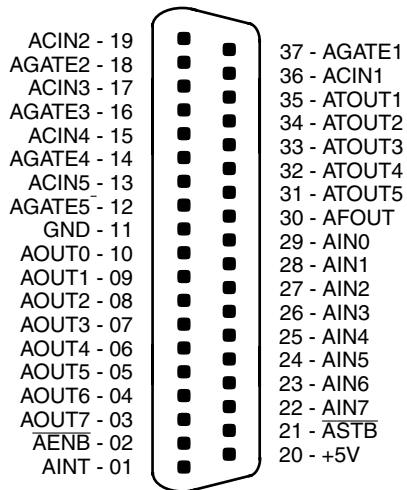 ACIN2 - 19
AGATE2 - 18
ACIN3 - 17
AGATE3 - 16
ACIN4 - 15
AGATE4 - 14
ACIN5 - 13
AGATE5 - 12
GND - 11
AOUT0 - 10
AOUT1 - 09
AOUT2 - 08
AOUT3 - 07
AOUT4 - 06
AOUT5 - 05
AOUT6 - 04
AOUT7 - 03
A̅E̅N̅B̅ - 02
AINT - 01
37 - AGATE1
36 - ACIN1
35 - ATOUT1
34 - ATOUT2
33 - ATOUT3
32 - ATOUT4
31 - ATOUT5
30 - AFOUT
29 - AIN0
28 - AIN1
27 - AIN2
26 - AIN3
25 - AIN4
24 - AIN5
23 - AIN6
22 - AIN7
21 - A̅S̅T̅B̅
20 - +5V